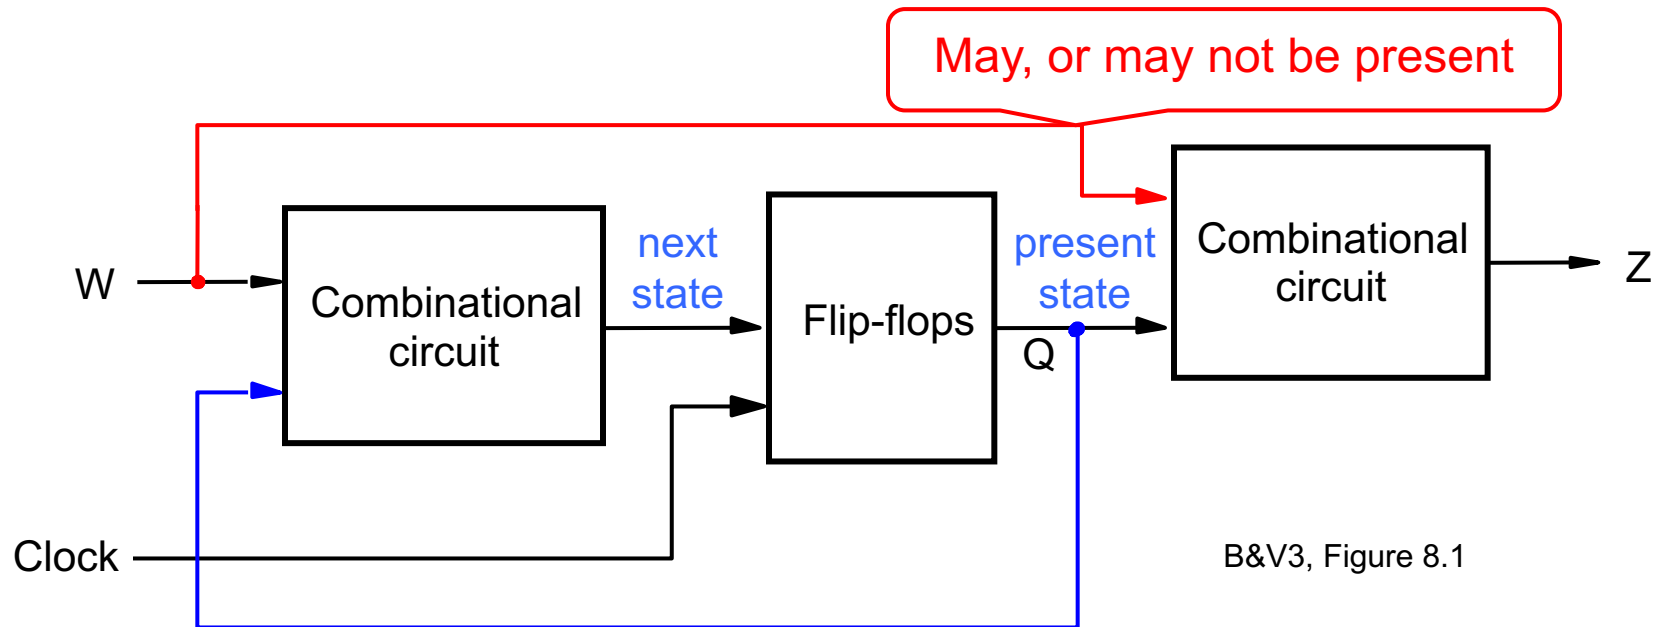 May, or may not be present
W
Combinational
circuit
next
state
Flip-flops
present
state
Q
Combinational
circuit
Z
Clock
B&V3, Figure 8.1